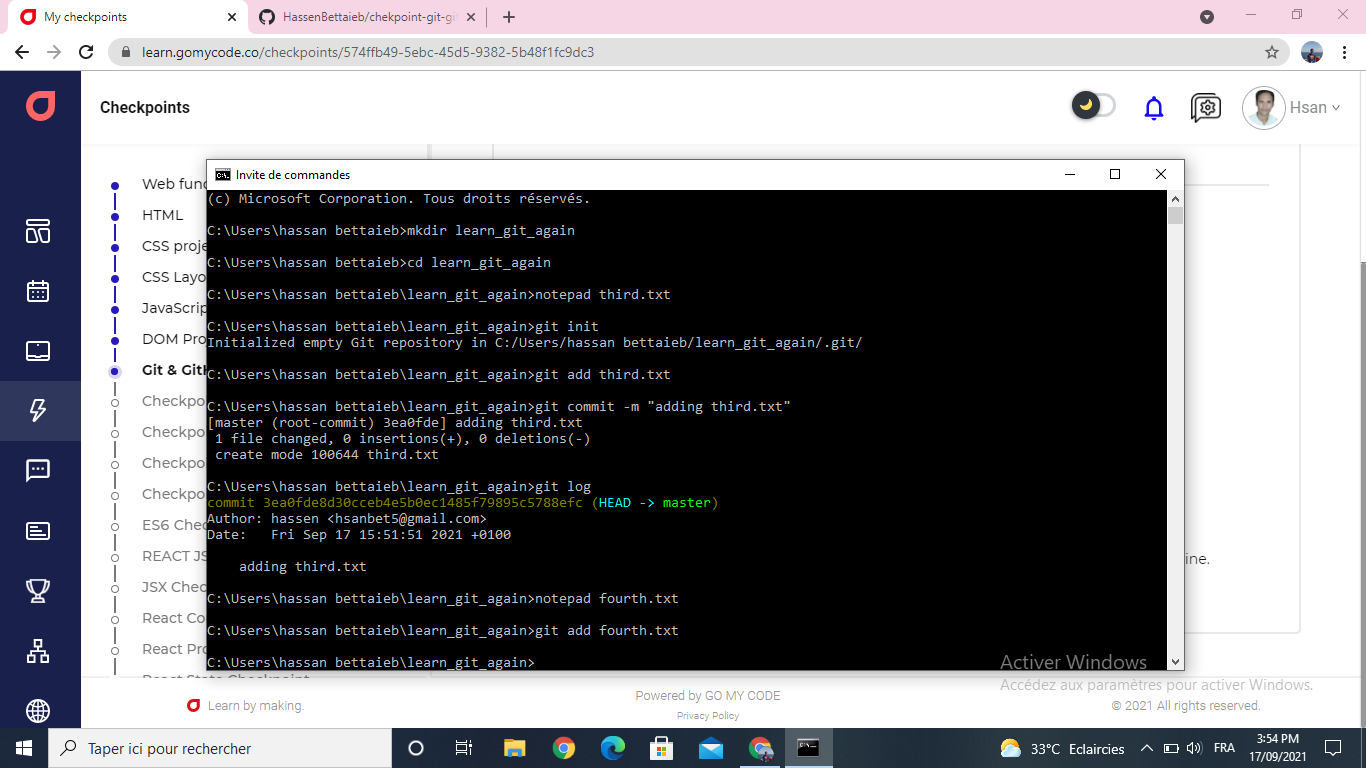 My checkpoints
HassenBettaieb/chekpoint-git-gi
learn.gomycode.co/checkpoints/574ffb49-5ebc-45d5-9382-5b48f1fc9dc3
Checkpoints
Hsan
Web func
HTML
CSS proje
CSS Layo
JavaScrip
DOM Pro
Git & GitH
Checkpo
Checkpo
Checkpo
Checkpo
ES6 Chec
REACT JS
JSX Chec
React Co
React Pro
React State Checkpoint
Invite de commandes
(c) Microsoft Corporation. Tous droits réservés.
C:\Users\hassan bettaieb>mkdir learn_git_again
C:\Users\hassan bettaieb>cd learn_git_again
C:\Users\hassan bettaieb\learn_git_again>notepad third.txt
C:\Users\hassan bettaieb\learn_git_again>git init
Initialized empty Git repository in C:/Users/hassan bettaieb/learn_git_again/.git/
C:\Users\hassan bettaieb\learn_git_again>git add third.txt
C:\Users\hassan bettaieb\learn_git_again>git commit -m "adding third.txt"
[master (root-commit) 3ea0fde] adding third.txt
1 file changed, 0 insertions(+), 0 deletions(-)
create mode 100644 third.txt
C:\Users\hassan bettaieb\learn_git_again>git log
commit 3ea0fde8d30cceb4e5b0ec1485f79895c5788efc (HEAD -> master)
Author: hassen <hsanbet5@gmail.com>
Date:   Fri Sep 17 15:51:51 2021 +0100
adding third.txt
C:\Users\hassan bettaieb\learn_git_again>notepad fourth.txt
C:\Users\hassan bettaieb\learn_git_again>git add fourth.txt
C:\Users\hassan bettaieb\learn_git_again>
ine.
Activer Windows
Accédez aux paramètres pour activer Windows.
Learn by making.
Powered by GO MY CODE
Privacy Policy
© 2021 All rights reserved.
Taper ici pour rechercher
33°C Eclaircies
FRA
3:54 PM
17/09/2021